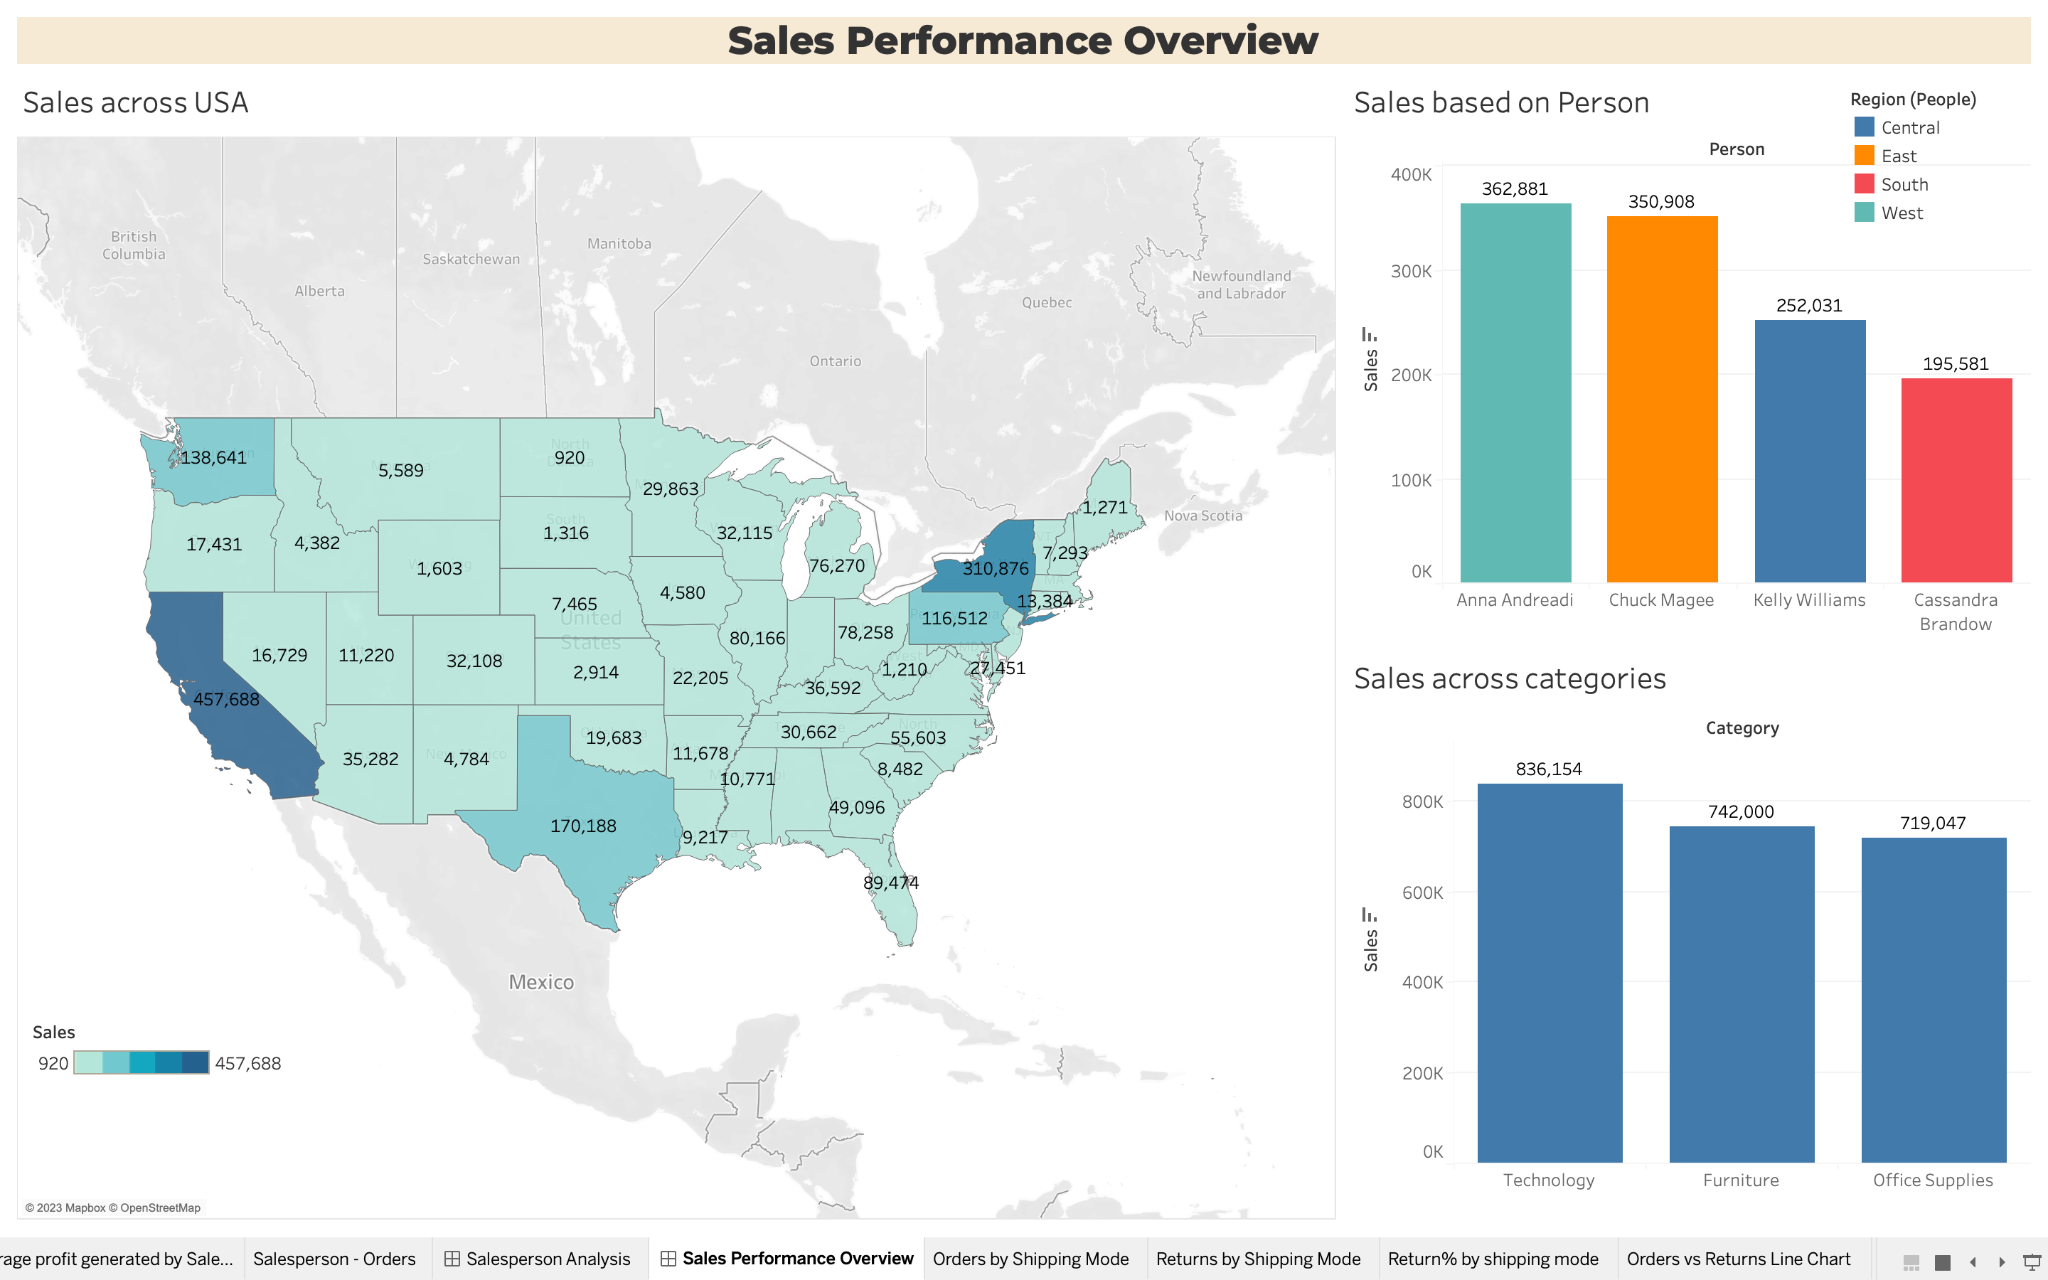 Sales Performance Overview
Sales across USA
British
Columbia
Alberta
Saskatchewan
Manitoba
Ontario
Quebec
Newfoundland
and Labrador
Nova Scotia
138,641
5,589
North
920
29,863
1,271
17,431
4,382
South
1,316
32,115
7,293
1,603
76,270
310,876
7,465
4,580
MA
13,384
United
States
80,166
78,258
116,512
16,729
11,220
32,108
2,914
22,205
36,592
1,210
27,451
457,688
30,662
North
55,603
19,683
11,678
35,282
New Mexico
4,784
10,771
8,482
170,188
49,096
9,217
89,474
Mexico
Sales
920
457,688
© 2023 Mapbox © OpenStreetMap
Sales based on Person
Region (People)
Central
East
South
West
Person
400K
300K
200K
100K
0K
Sales
362,881
350,908
252,031
195,581
Anna Andreadi
Chuck Magee
Kelly Williams
Cassandra
Brandow
Sales across categories
Category
800K
600K
400K
200K
0K
Sales
836,154
742,000
719,047
Technology
Furniture
Office Supplies
rage profit generated by Sale...
Salesperson - Orders
Salesperson Analysis
Sales Performance Overview
Orders by Shipping Mode
Returns by Shipping Mode
Return% by shipping mode
Orders vs Returns Line Chart